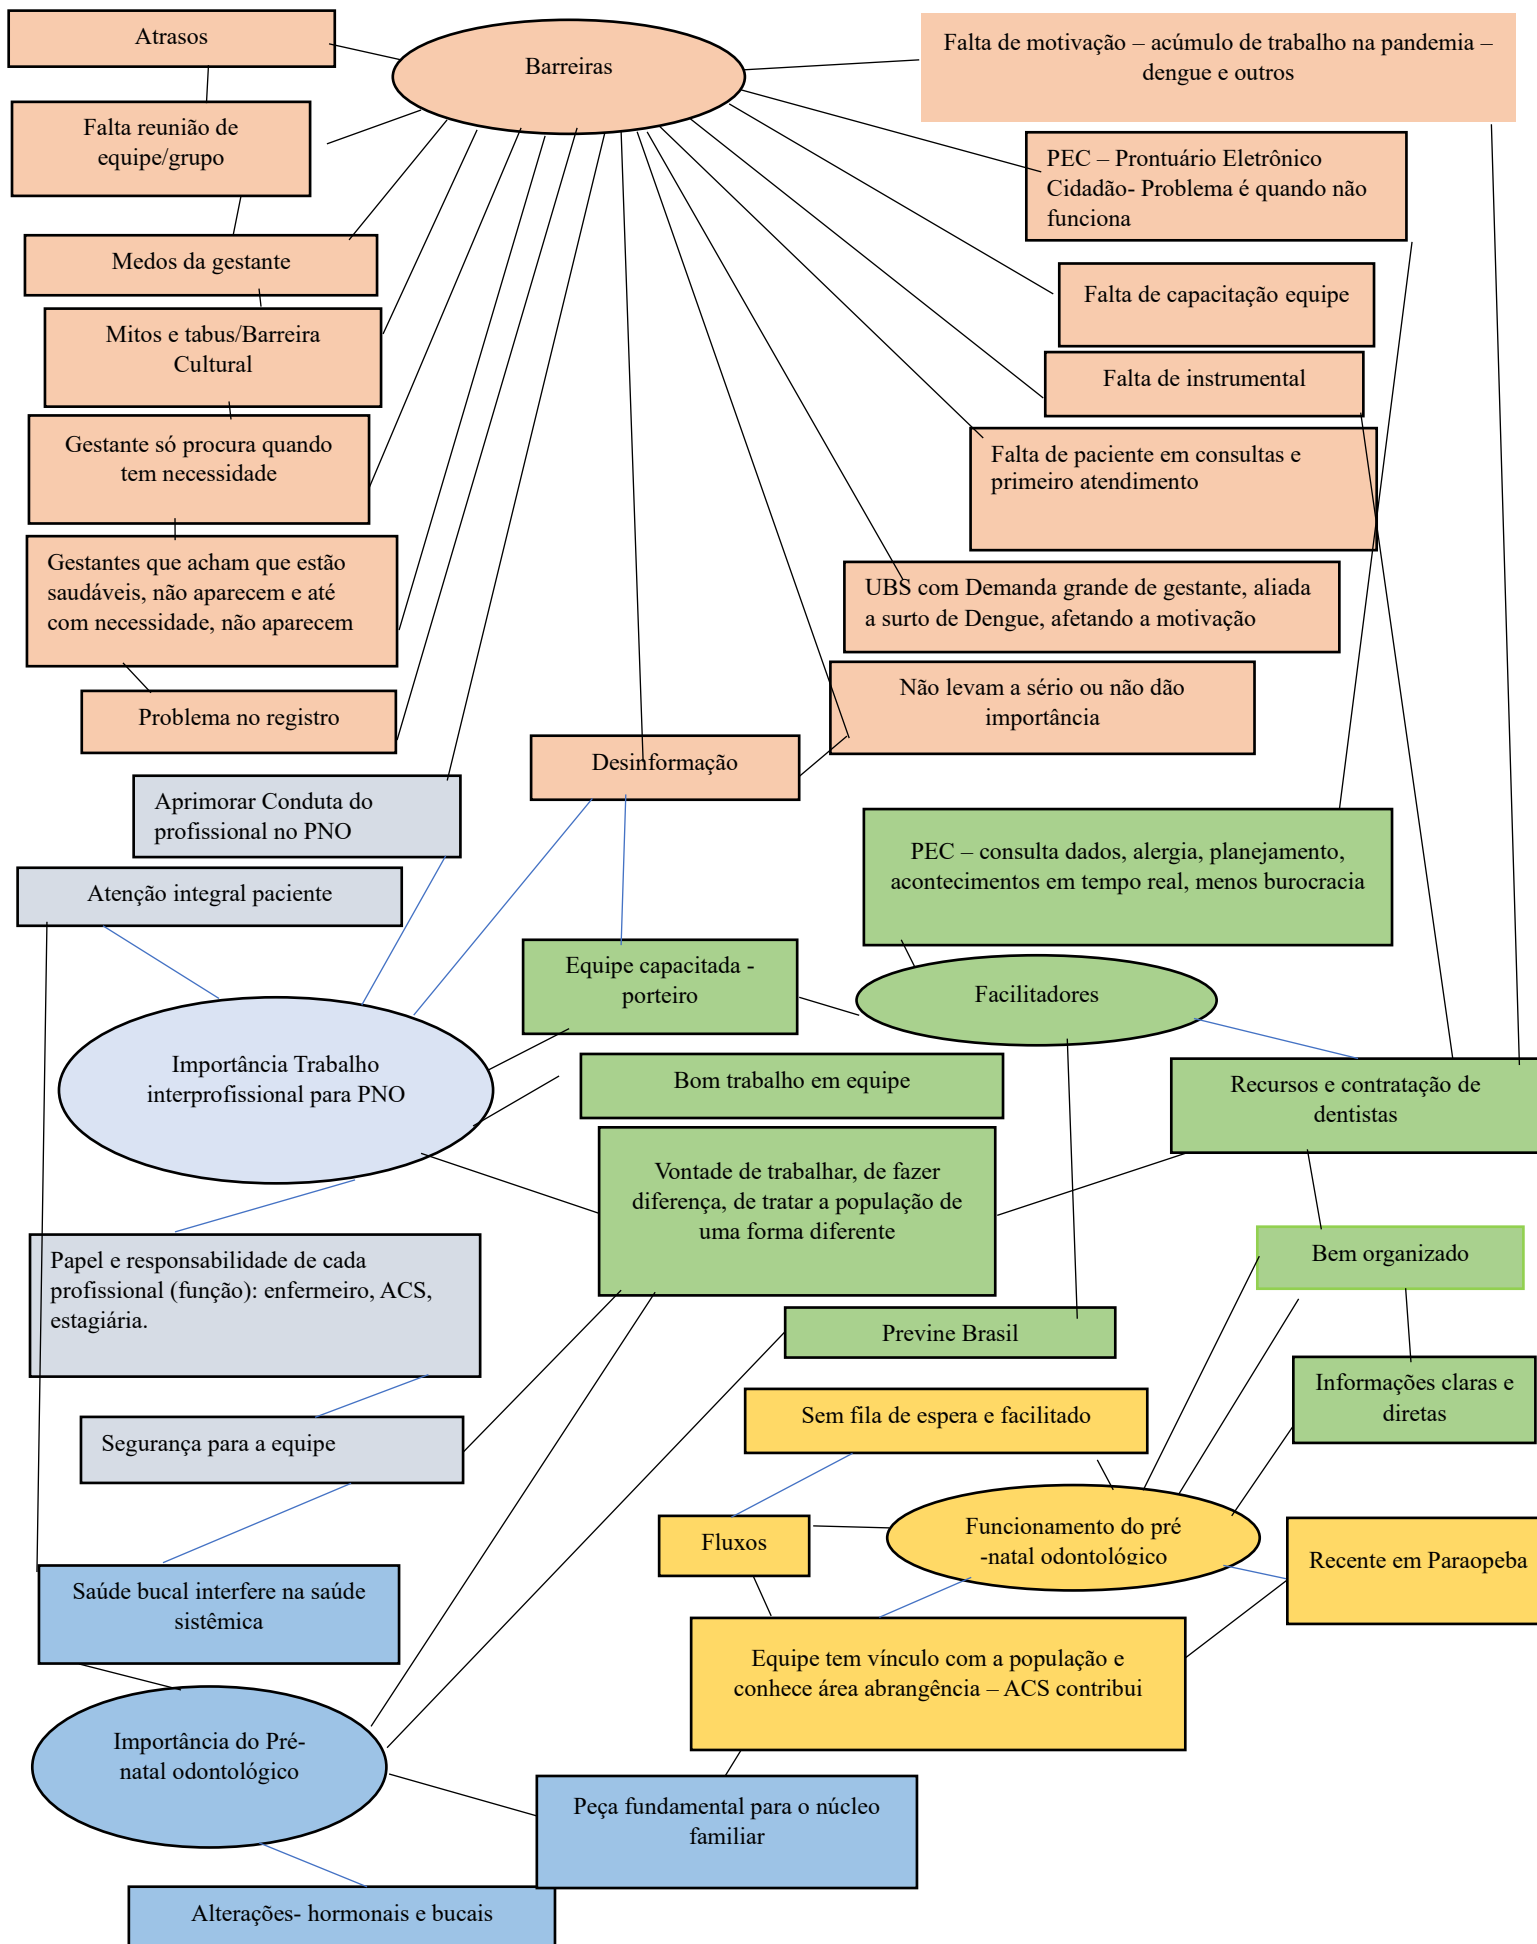 Atrasos
Barreiras
Falta de motivação – acúmulo de trabalho na pandemia –
dengue e outros
Falta reunião de
equipe/grupo
PEC – Prontuário Eletrônico
Cidadão- Problema é quando não
funciona
Medos da gestante
Falta de capacitação equipe
Mitos e tabus/Barreira
Cultural
Falta de instrumental
Gestante só procura quando
tem necessidade
Falta de paciente em consultas e
primeiro atendimento
Gestantes que acham que estão
saudáveis, não aparecem e até
com necessidade, não aparecem
UBS com Demanda grande de gestante, aliada
a surto de Dengue, afetando a motivação
Não levam a sério ou não dão
importância
Problema no registro
Desinformação
Aprimorar Conduta do
profissional no PNO
PEC – consulta dados, alergia, planejamento,
acontecimentos em tempo real, menos burocracia
Atenção integral paciente
Equipe capacitada -
porteiro
Facilitadores
Importância Trabalho
interprofissional para PNO
Bom trabalho em equipe
Recursos e contratação de
dentistas
Vontade de trabalhar, de fazer
diferença, de tratar a população de
uma forma diferente
Papel e responsabilidade de cada
profissional (função): enfermeiro, ACS,
estagiária.
Bem organizado
Previne Brasil
Informações claras e
diretas
Sem fila de espera e facilitado
Segurança para a equipe
Fluxos
Funcionamento do pré
-natal odontológico
Recente em Paraopeba
Saúde bucal interfere na saúde
sistêmica
Equipe tem vínculo com a população e
conhece área abrangência – ACS contribui
Importância do Pré-
natal odontológico
Peça fundamental para o núcleo
familiar
Alterações- hormonais e bucais